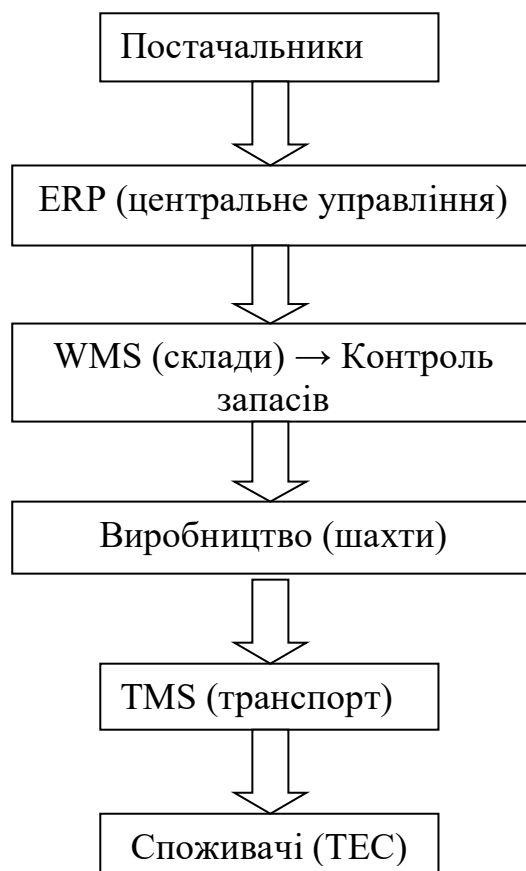 Постачальники
ERP (центральне управління)
WMS (склади) → Контроль
запасів
Виробництво (шахти)
TMS (транспорт)
Споживачі (ТЕС)